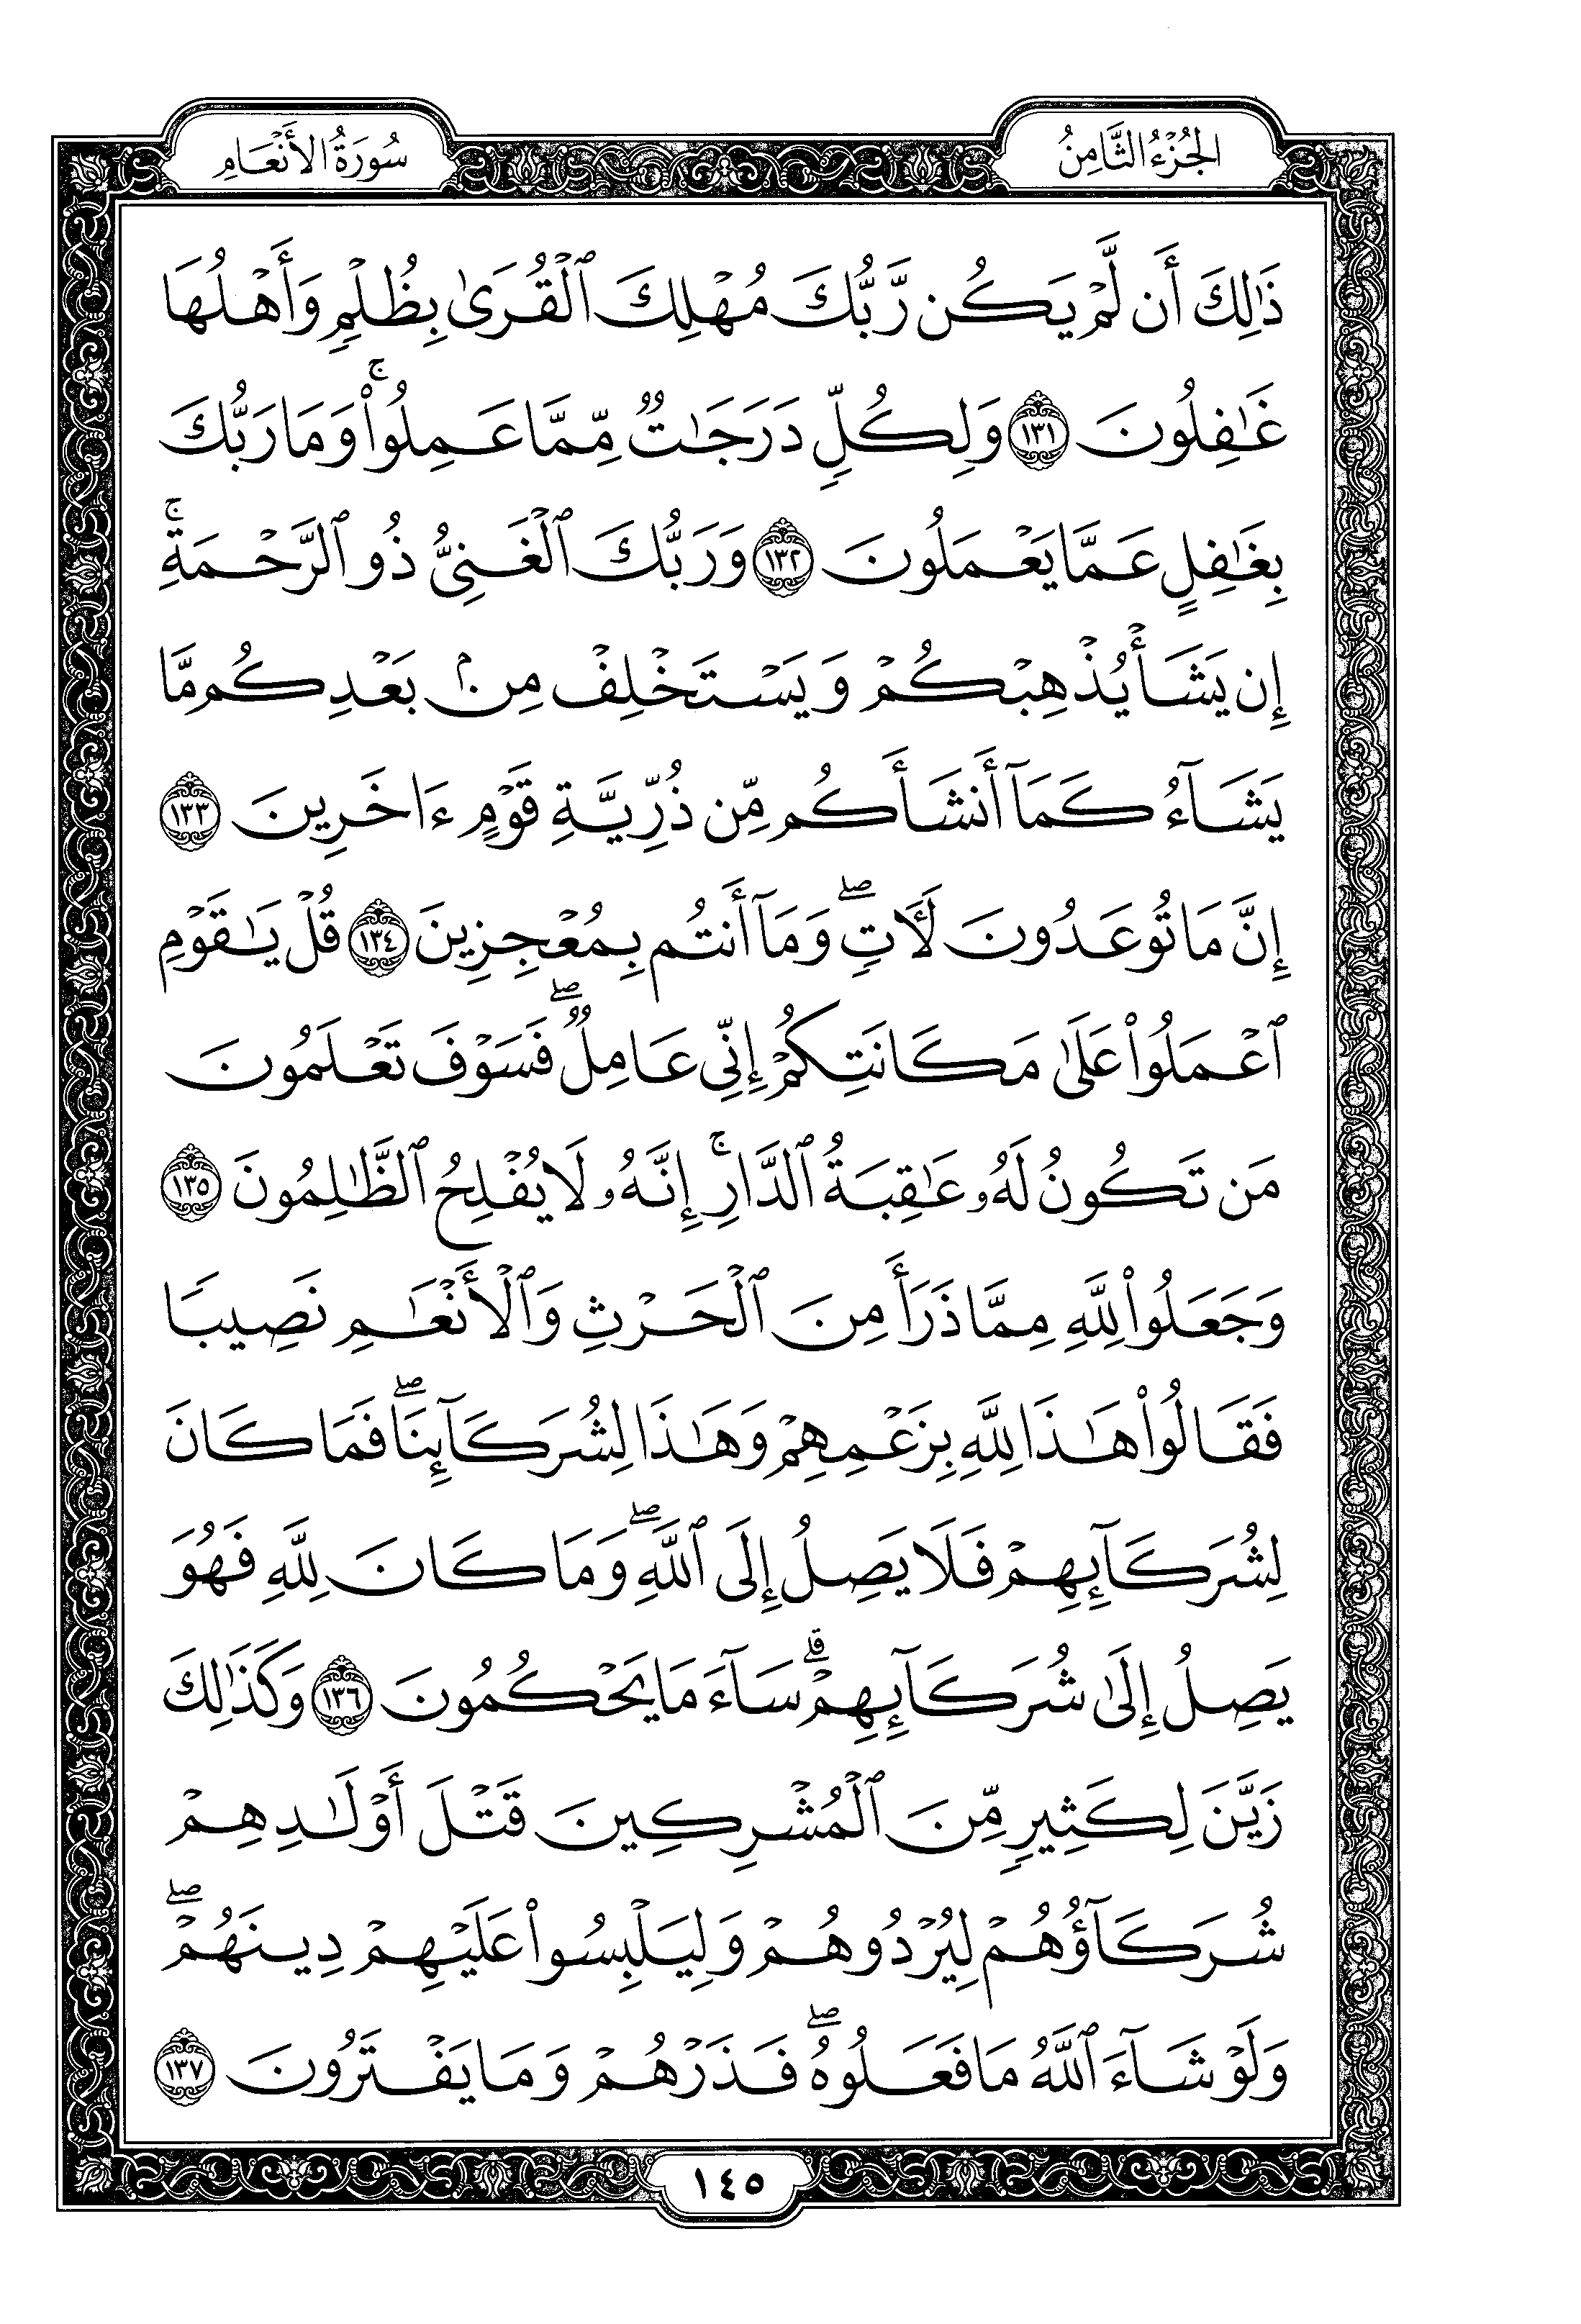 الجُزْءُ الثَّامِنُ
سُورَةُ الأَنْعَامِ
ذَٰلِكَ أَن لَّمْ يَكُن رَّبُّكَ مُهْلِكَ ٱلْقُرَىٰ بِظُلْمٍ وَأَهْلُهَا
غَـٰفِلُونَ ١٣١ وَلِكُلٍّ دَرَجَـٰتٌ مِّمَّا عَمِلُوا۟ۚ وَمَا رَبُّكَ
بِغَـٰفِلٍ عَمَّا يَعْمَلُونَ ١٣٢ وَرَبُّكَ ٱلْغَنِىُّ ذُو ٱلرَّحْمَةِۚ
إِن يَشَأْ يُذْهِبْكُمْ وَيَسْتَخْلِفْ مِنۢ بَعْدِكُم مَّا
يَشَآءُ كَمَآ أَنشَأَكُم مِّن ذُرِّيَّةِ قَوْمٍ ءَاخَرِينَ ١٣٣
إِنَّ مَا تُوعَدُونَ لَـَٔاتٍۖ وَمَآ أَنتُم بِمُعْجِزِينَ ١٣٤ قُلْ يَـٰقَوْمِ
ٱعْمَلُوا۟ عَلَىٰ مَكَانَتِكُمْ إِنِّى عَامِلٌۖ فَسَوْفَ تَعْلَمُونَ
مَن تَكُونُ لَهُۥ عَـٰقِبَةُ ٱلدَّارِۚ إِنَّهُۥ لَا يُفْلِحُ ٱلظَّـٰلِمُونَ ١٣٥
وَجَعَلُوا۟ لِلَّهِ مِمَّا ذَرَأَ مِنَ ٱلْحَرْثِ وَٱلْأَنْعَـٰمِ نَصِيبًا
فَقَالُوا۟ هَـٰذَا لِلَّهِ بِزَعْمِهِمْ وَهَـٰذَا لِشُرَكَآئِنَاۖ فَمَا كَانَ
لِشُرَكَآئِهِمْ فَلَا يَصِلُ إِلَى ٱللَّهِۖ وَمَا كَانَ لِلَّهِ فَهُوَ
يَصِلُ إِلَىٰ شُرَكَآئِهِمْۗ سَآءَ مَا يَحْكُمُونَ ١٣٦ وَكَذَٰلِكَ
زَيَّنَ لِكَثِيرٍ مِّنَ ٱلْمُشْرِكِينَ قَتْلَ أَوْلَـٰدِهِمْ
شُرَكَآؤُهُمْ لِيُرْدُوهُمْ وَلِيَلْبِسُوا۟ عَلَيْهِمْ دِينَهُمْۖ
وَلَوْ شَآءَ ٱللَّهُ مَا فَعَلُوهُۖ فَذَرْهُمْ وَمَا يَفْتَرُونَ ١٣٧
١٤٥